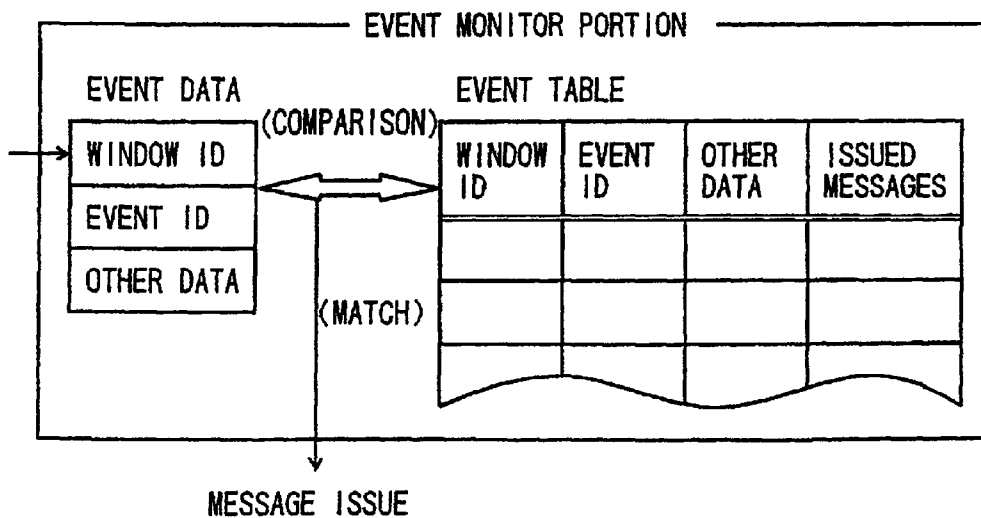 EVENT MONITOR PORTION
EVENT DATA
(COMPARISON)
EVENT TABLE
WINDOW ID
EVENT ID
OTHER DATA
WINDOW
ID
EVENT
ID
OTHER
DATA
ISSUED
MESSAGES
(MATCH)
MESSAGE ISSUE